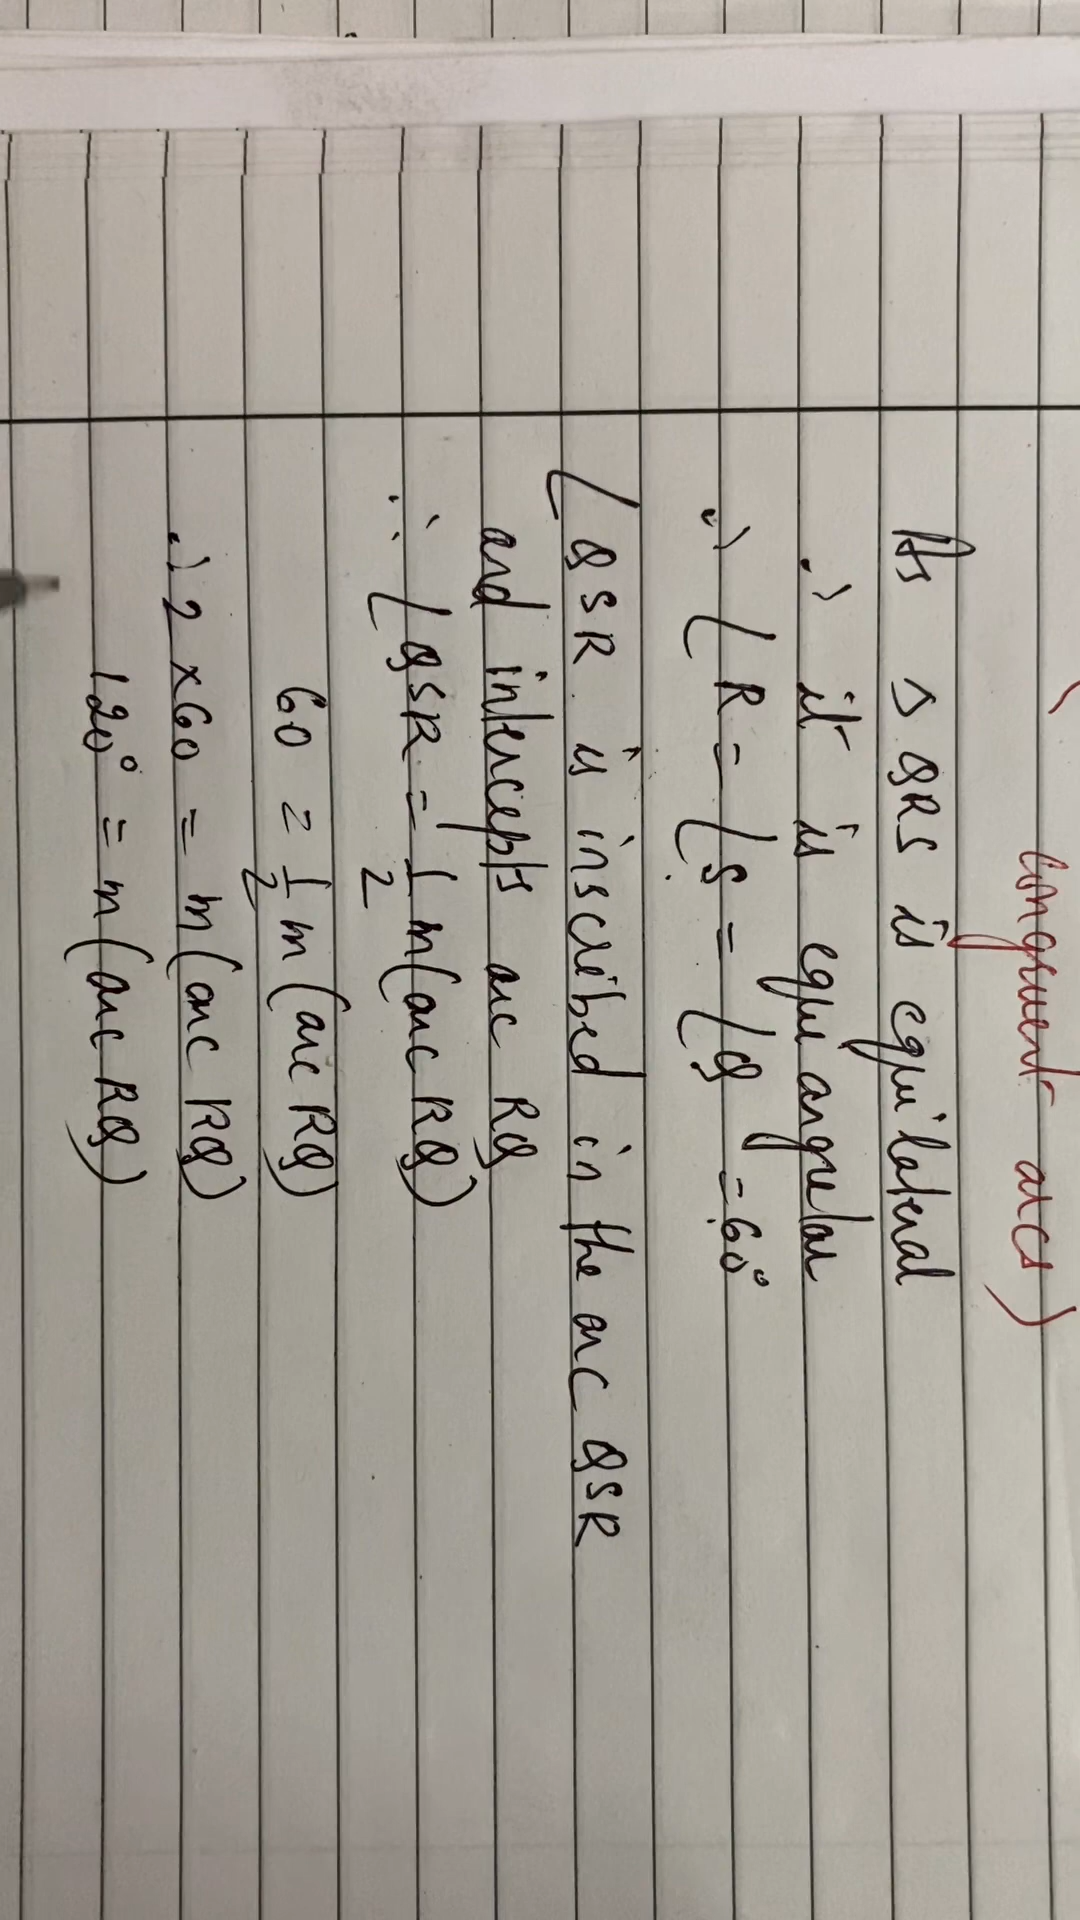 Congruent arcs)
As △ QRS is equilateral
∴ it is equiangular
∴ ∠R = ∠S = ∠Q = 60°
∠QSR is inscribed in the arc QSR
and intercepts arc RQ
∴ ∠QSR = 1/2 m(arc RQ)
60 = 1/2 m(arc RQ)
∴ 2 × 60 = m(arc RQ)
120° = m(arc RQ)